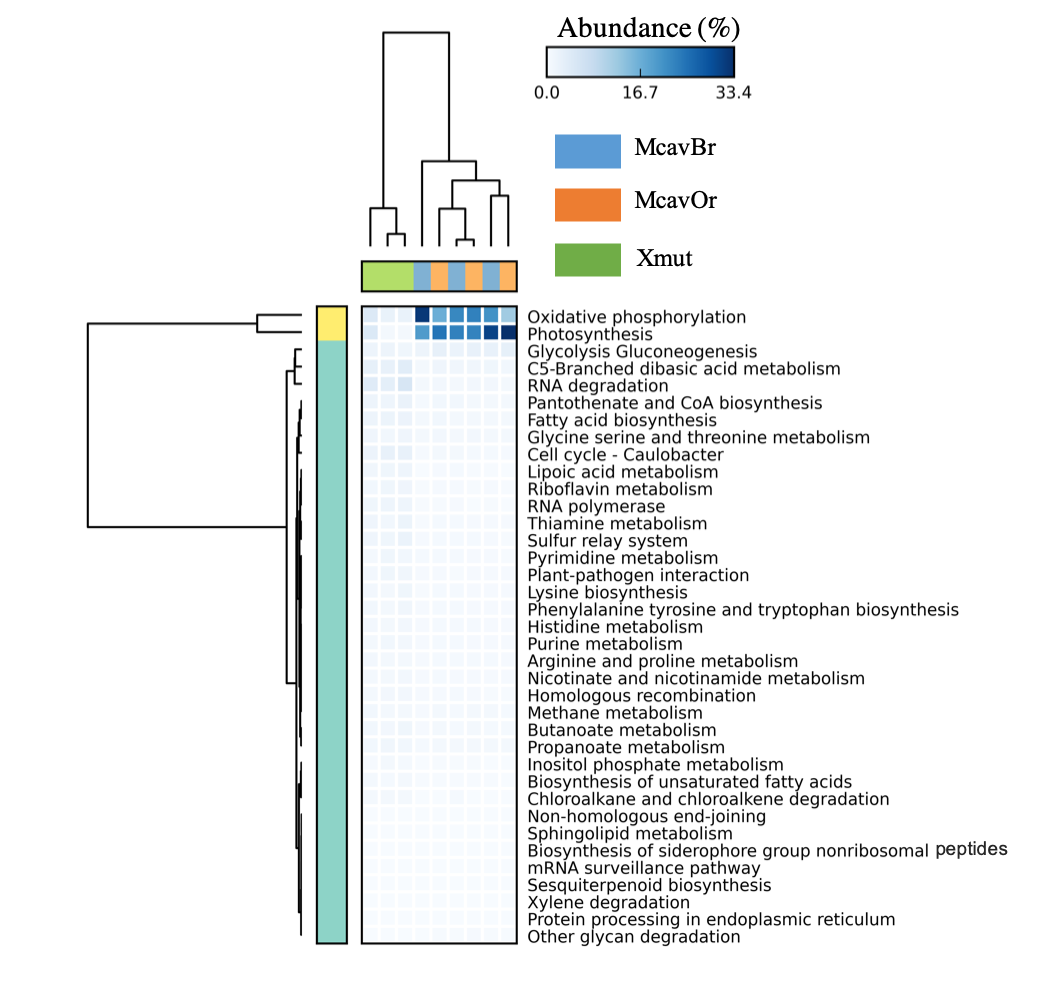 Abundance (%)
0.0 16.7 33.4
McavBr
McavOr
Xmut
Oxidative phosphorylation
Photosynthesis
Glycolysis Gluconeogenesis
C5-Branched dibasic acid metabolism
RNA degradation
Pantothenate and CoA biosynthesis
Fatty acid biosynthesis
Glycine serine and threonine metabolism
Cell cycle - Caulobacter
Lipoic acid metabolism
Riboflavin metabolism
RNA polymerase
Thiamine metabolism
Sulfur relay system
Pyrimidine metabolism
Plant-pathogen interaction
Lysine biosynthesis
Phenylalanine tyrosine and tryptophan biosynthesis
Histidine metabolism
Purine metabolism
Arginine and proline metabolism
Nicotinate and nicotinamide metabolism
Homologous recombination
Methane metabolism
Butanoate metabolism
Propanoate metabolism
Inositol phosphate metabolism
Biosynthesis of unsaturated fatty acids
Chloroalkane and chloroalkene degradation
Non-homologous end-joining
Sphingolipid metabolism
Biosynthesis of siderophore group nonribosomal peptides
mRNA surveillance pathway
Sesquiterpenoid biosynthesis
Xylene degradation
Protein processing in endoplasmic reticulum
Other glycan degradation